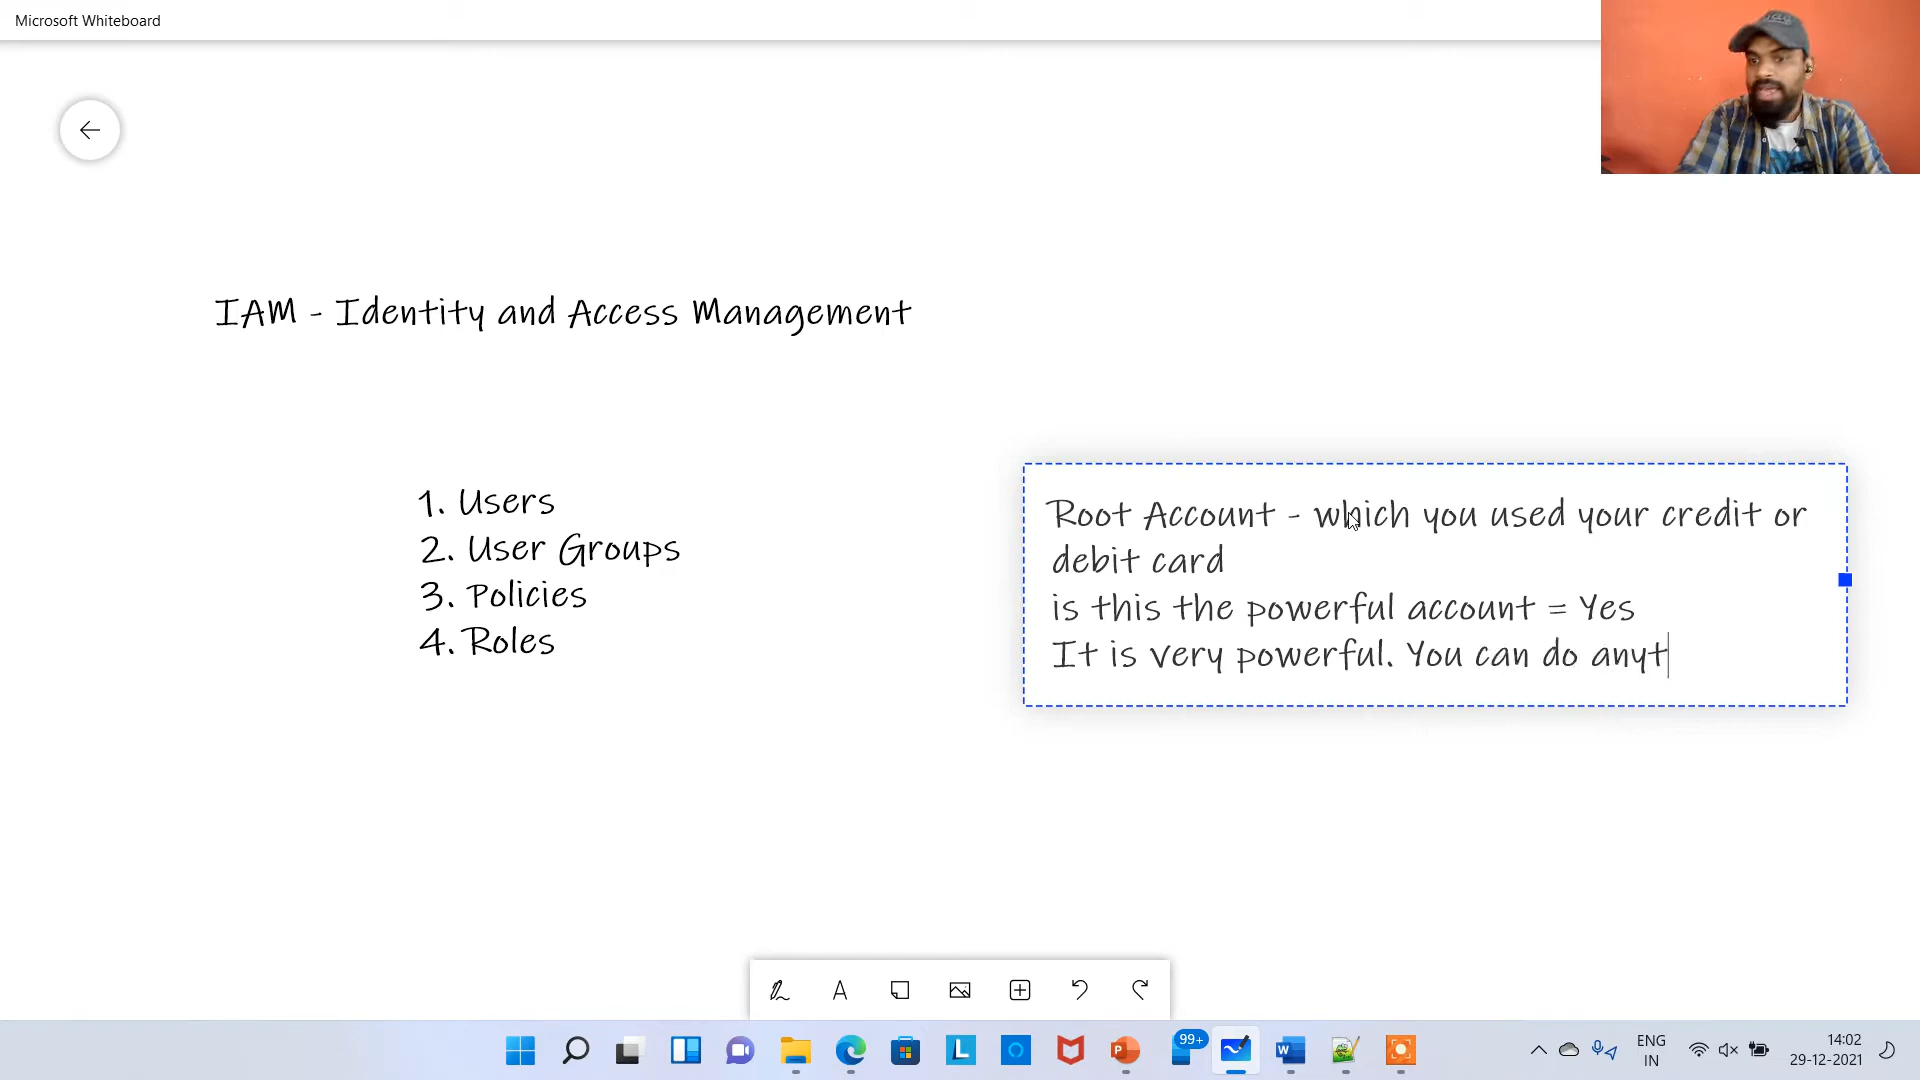 Microsoft Whiteboard
IAM - Identity and Access Management
1. Users
2. User Groups
3. Policies
4. Roles
Root Account - which you used your credit or
debit card
is this the powerful account = Yes
It is very powerful. You can do anyt
99+
ENG
IN
14:02
29-12-2021